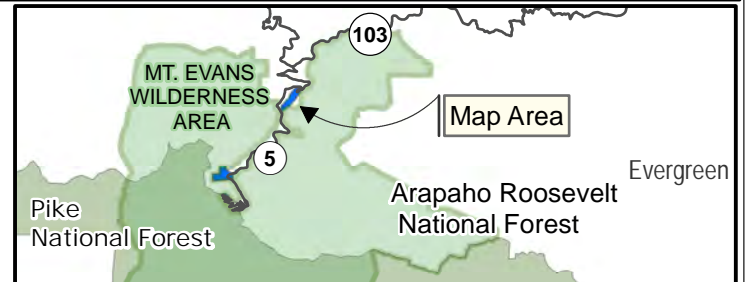 103
MT. EVANS
WILDERNESS
AREA
Map Area
5
Evergreen
Arapaho Roosevelt
National Forest
Pike
National Forest